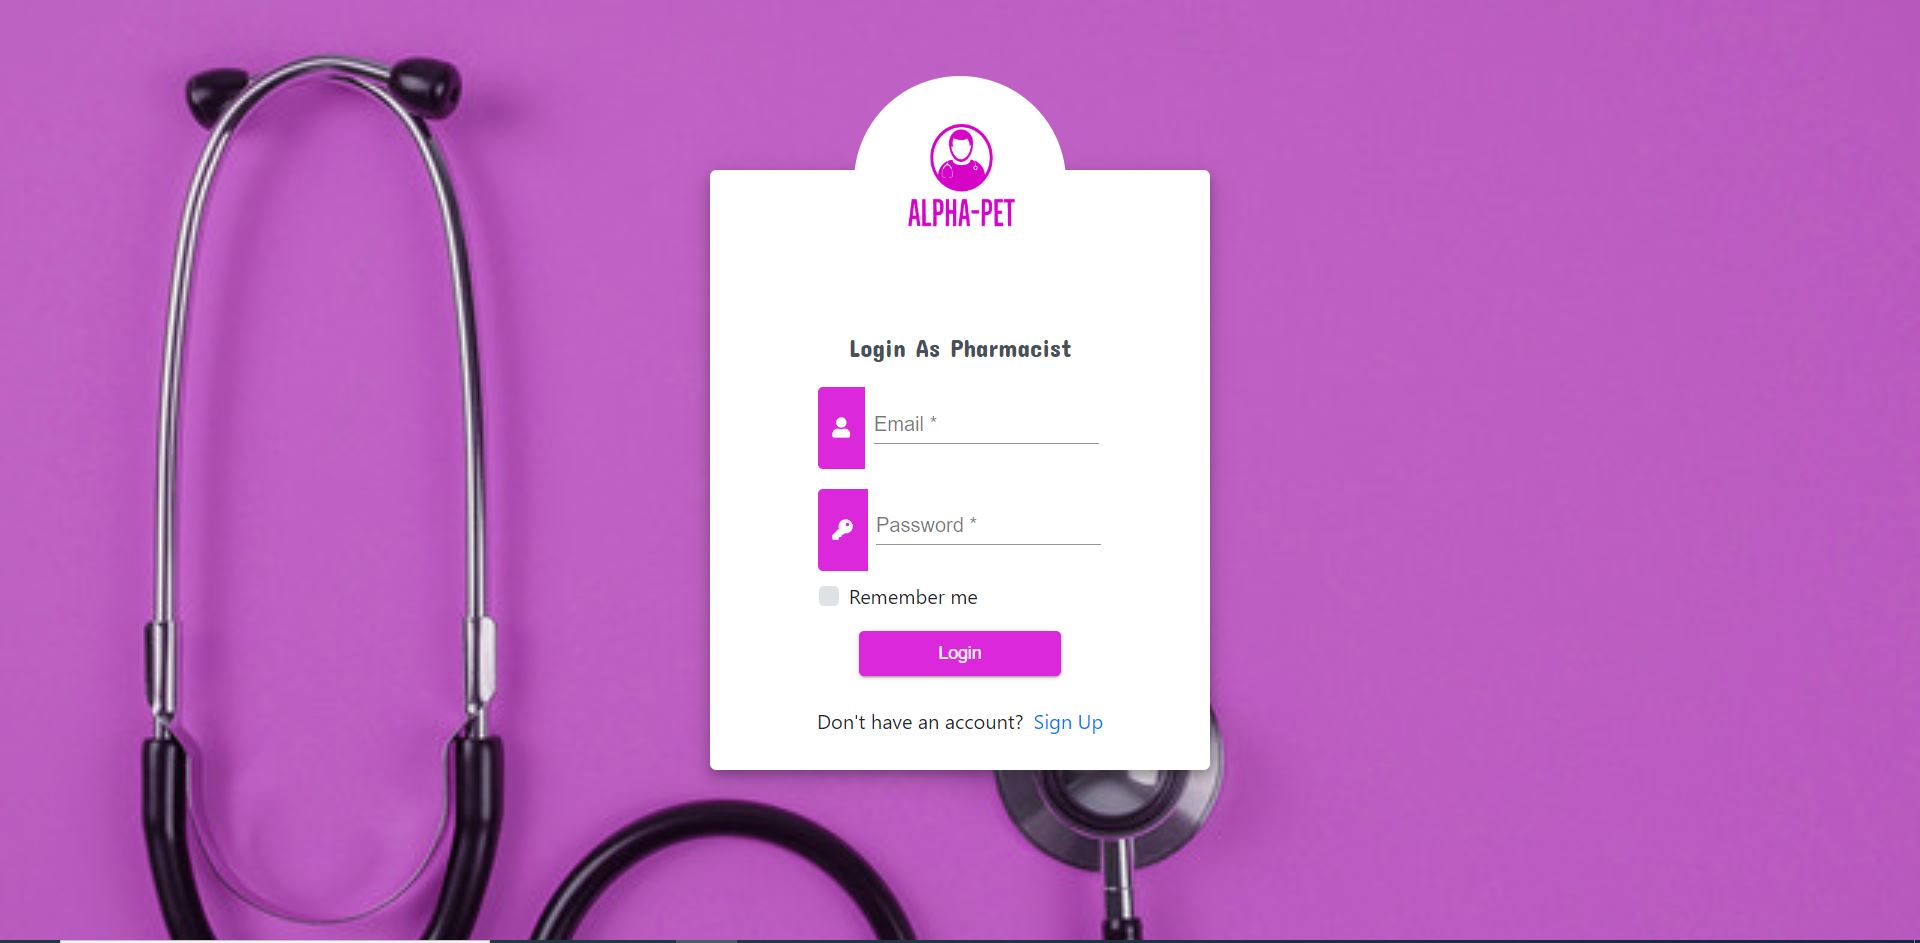 ALPHA-PET
Login As Pharmacist
Email *
Password *
Remember me
Login
Don't have an account? Sign Up